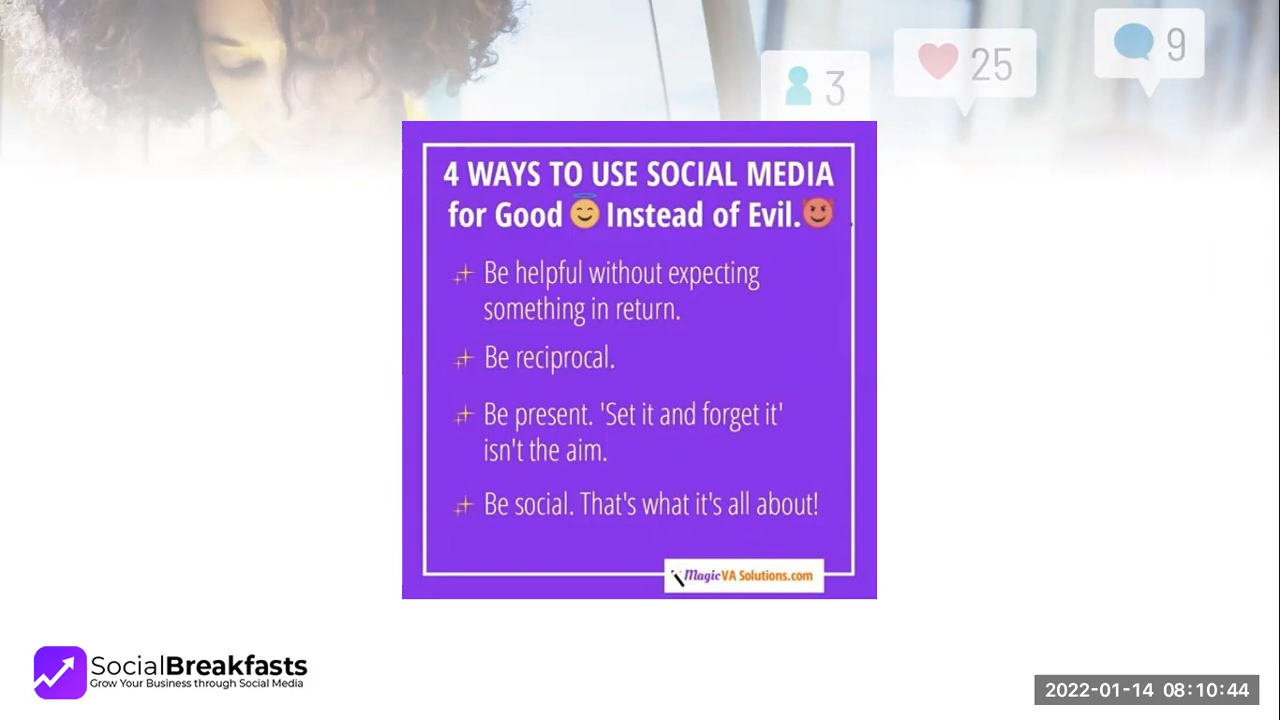 3
25
9
4 WAYS TO USE SOCIAL MEDIA
for Good 😇 Instead of Evil.😈
Be helpful without expecting
something in return.
Be reciprocal.
Be present. 'Set it and forget it'
isn't the aim.
Be social. That's what it's all about!
MagicVA Solutions.com
SocialBreakfasts
Grow Your Business through Social Media
2022-01-14 08:10:44